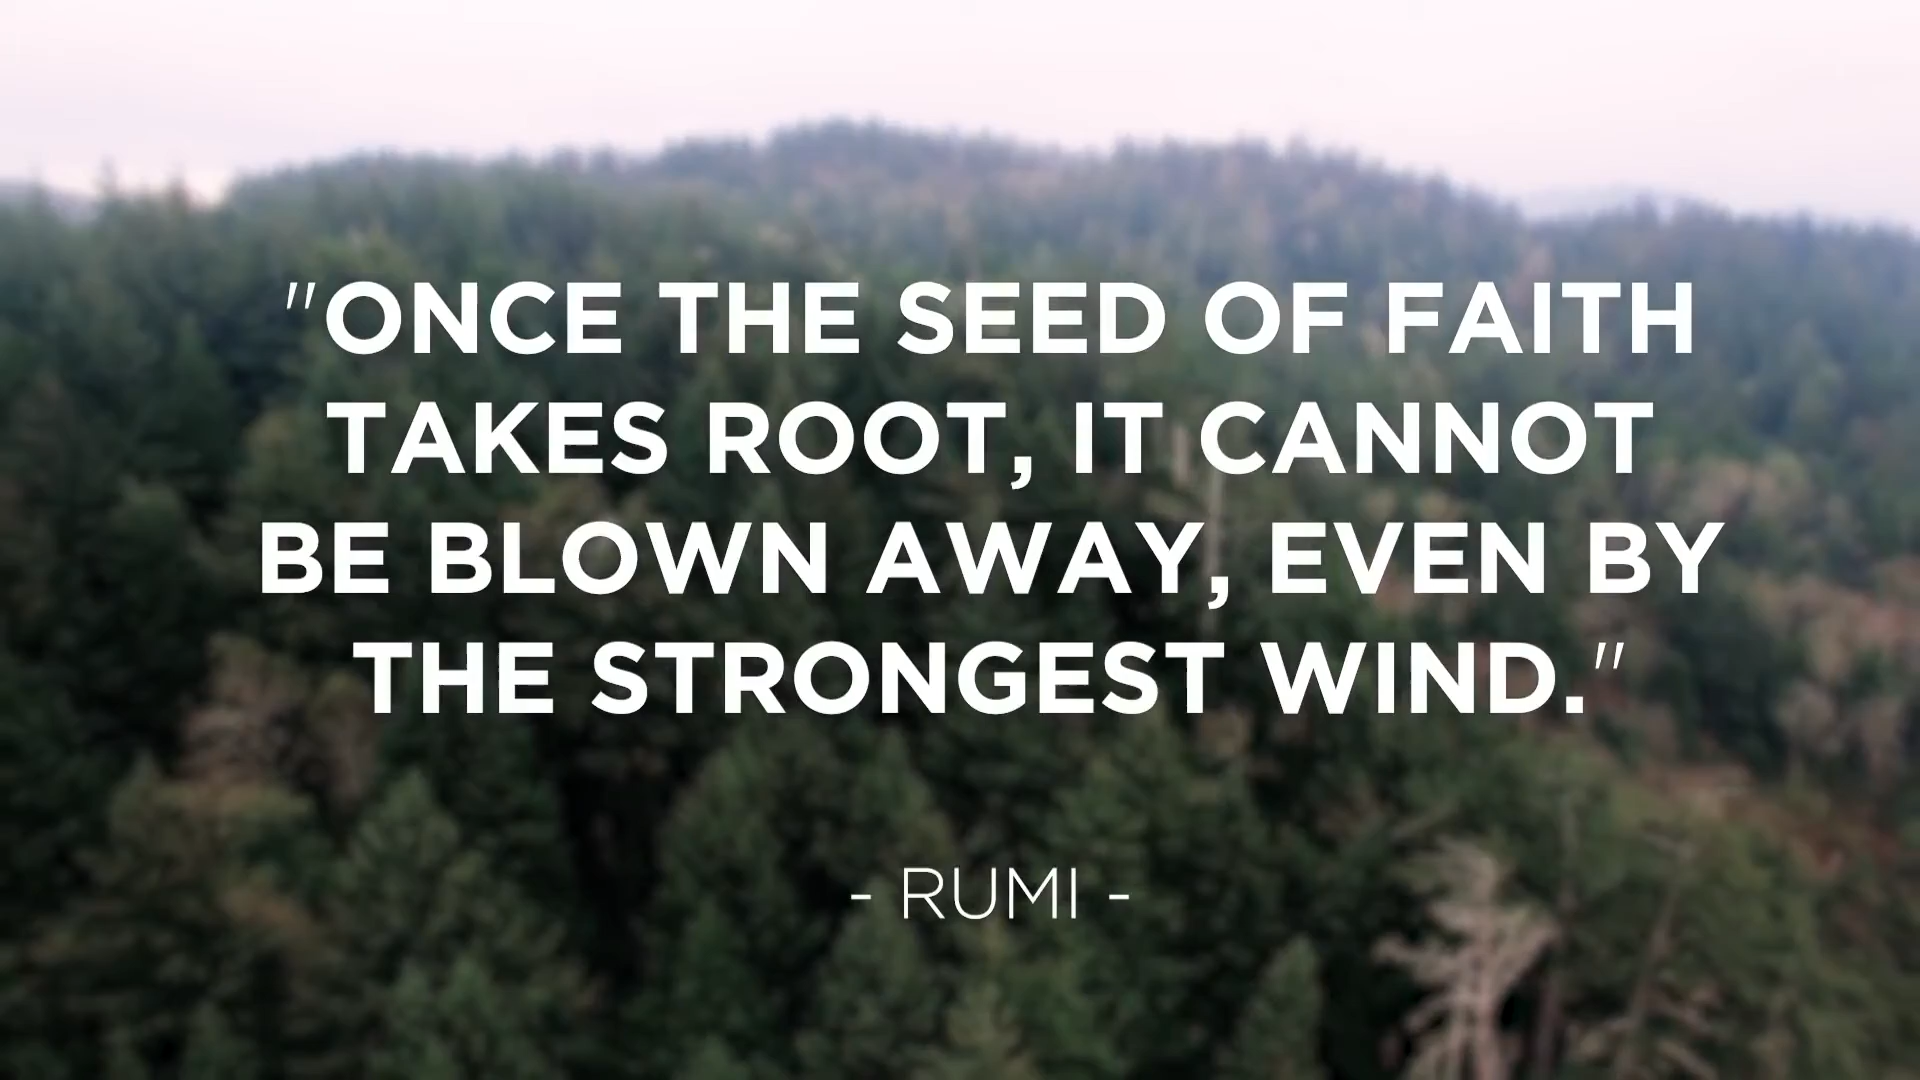 "ONCE THE SEED OF FAITH
TAKES ROOT, IT CANNOT
BE BLOWN AWAY, EVEN BY
THE STRONGEST WIND."
- RUMI -